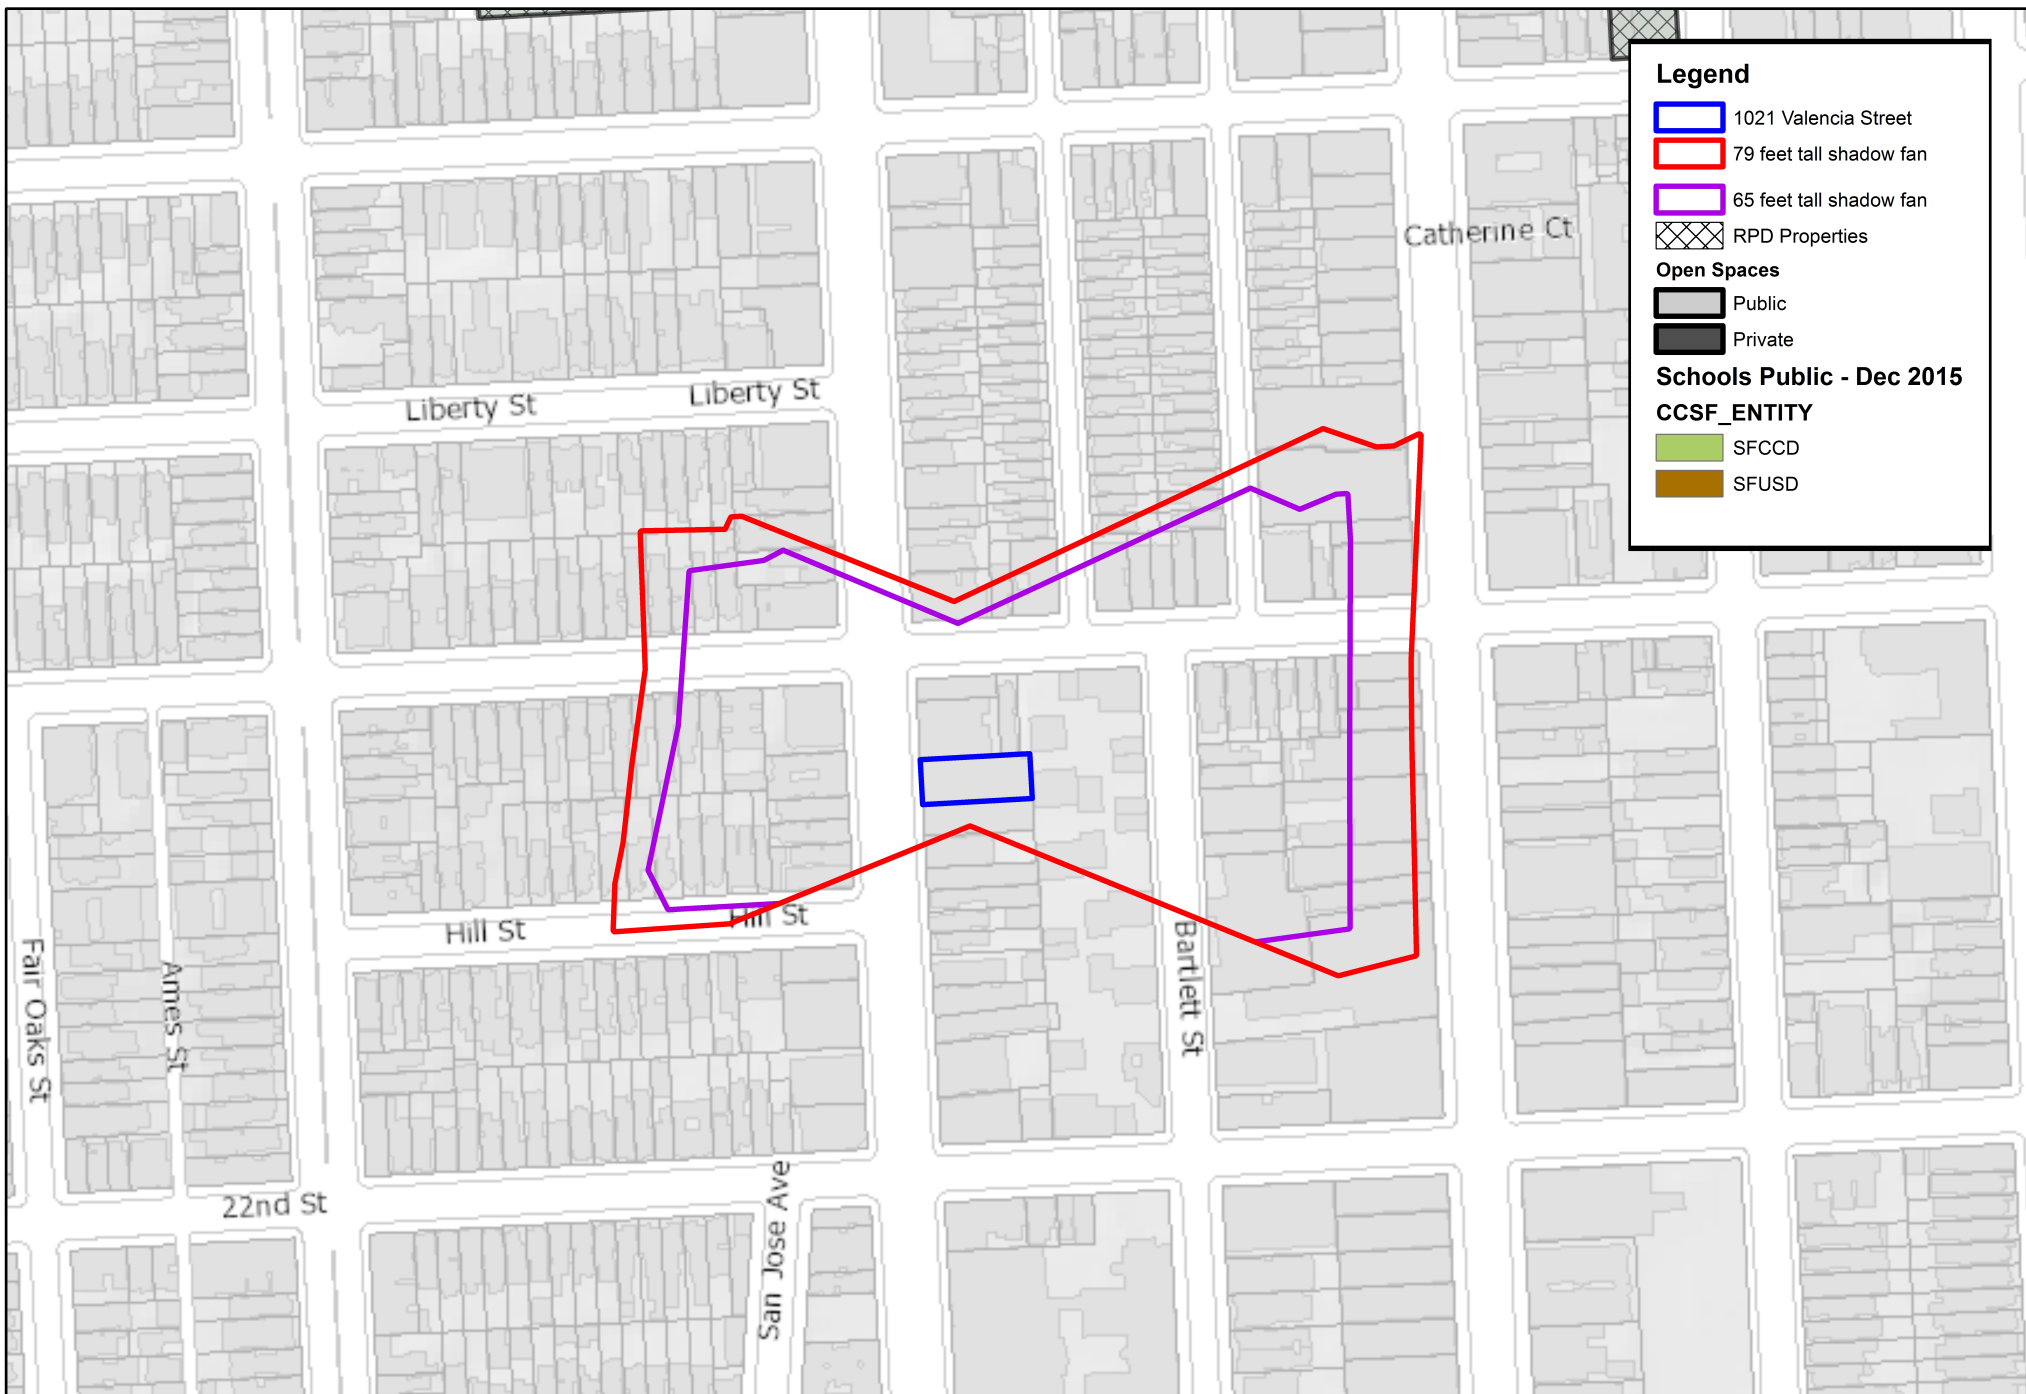 Legend
1021 Valencia Street
79 feet tall shadow fan
65 feet tall shadow fan
RPD Properties
Open Spaces
Public
Private
Schools Public - Dec 2015
CCSF_ENTITY
SFCCD
SFUSD
Catherine Ct
Liberty St
Liberty St
Hill St
Hill St
Fair Oaks St
Ames St
Bartlett St
22nd St
San Jose Ave